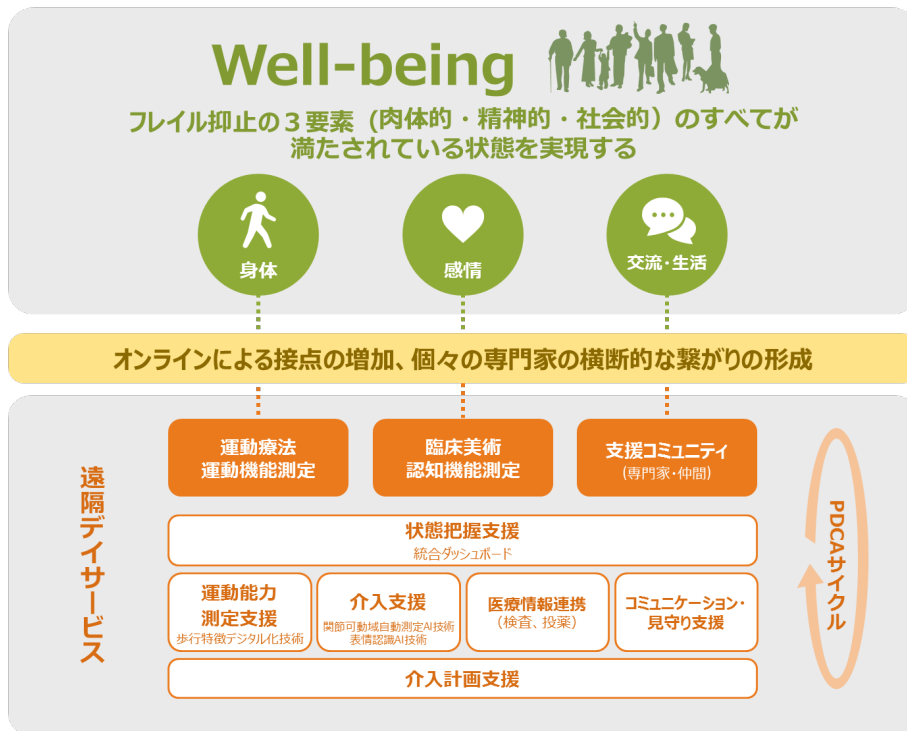 Well-being
フレイル抑止の3要素（肉体的・精神的・社会的）のすべてが
満たされている状態を実現する
身体
感情
交流・生活
オンラインによる接点の増加、個々の専門家の横断的な繋がりの形成
遠隔デイサービス
運動療法
運動機能測定
臨床美術
認知機能測定
支援コミュニティ
(専門家・仲間)
状態把握支援
統合ダッシュボード
運動能力
測定支援
歩行特徴デジタル化技術
介入支援
関節可動域自動測定AI技術
表情認識AI技術
医療情報連携
（検査、投薬）
コミュニケーション・
見守り支援
介入計画支援
PDCAサイクル